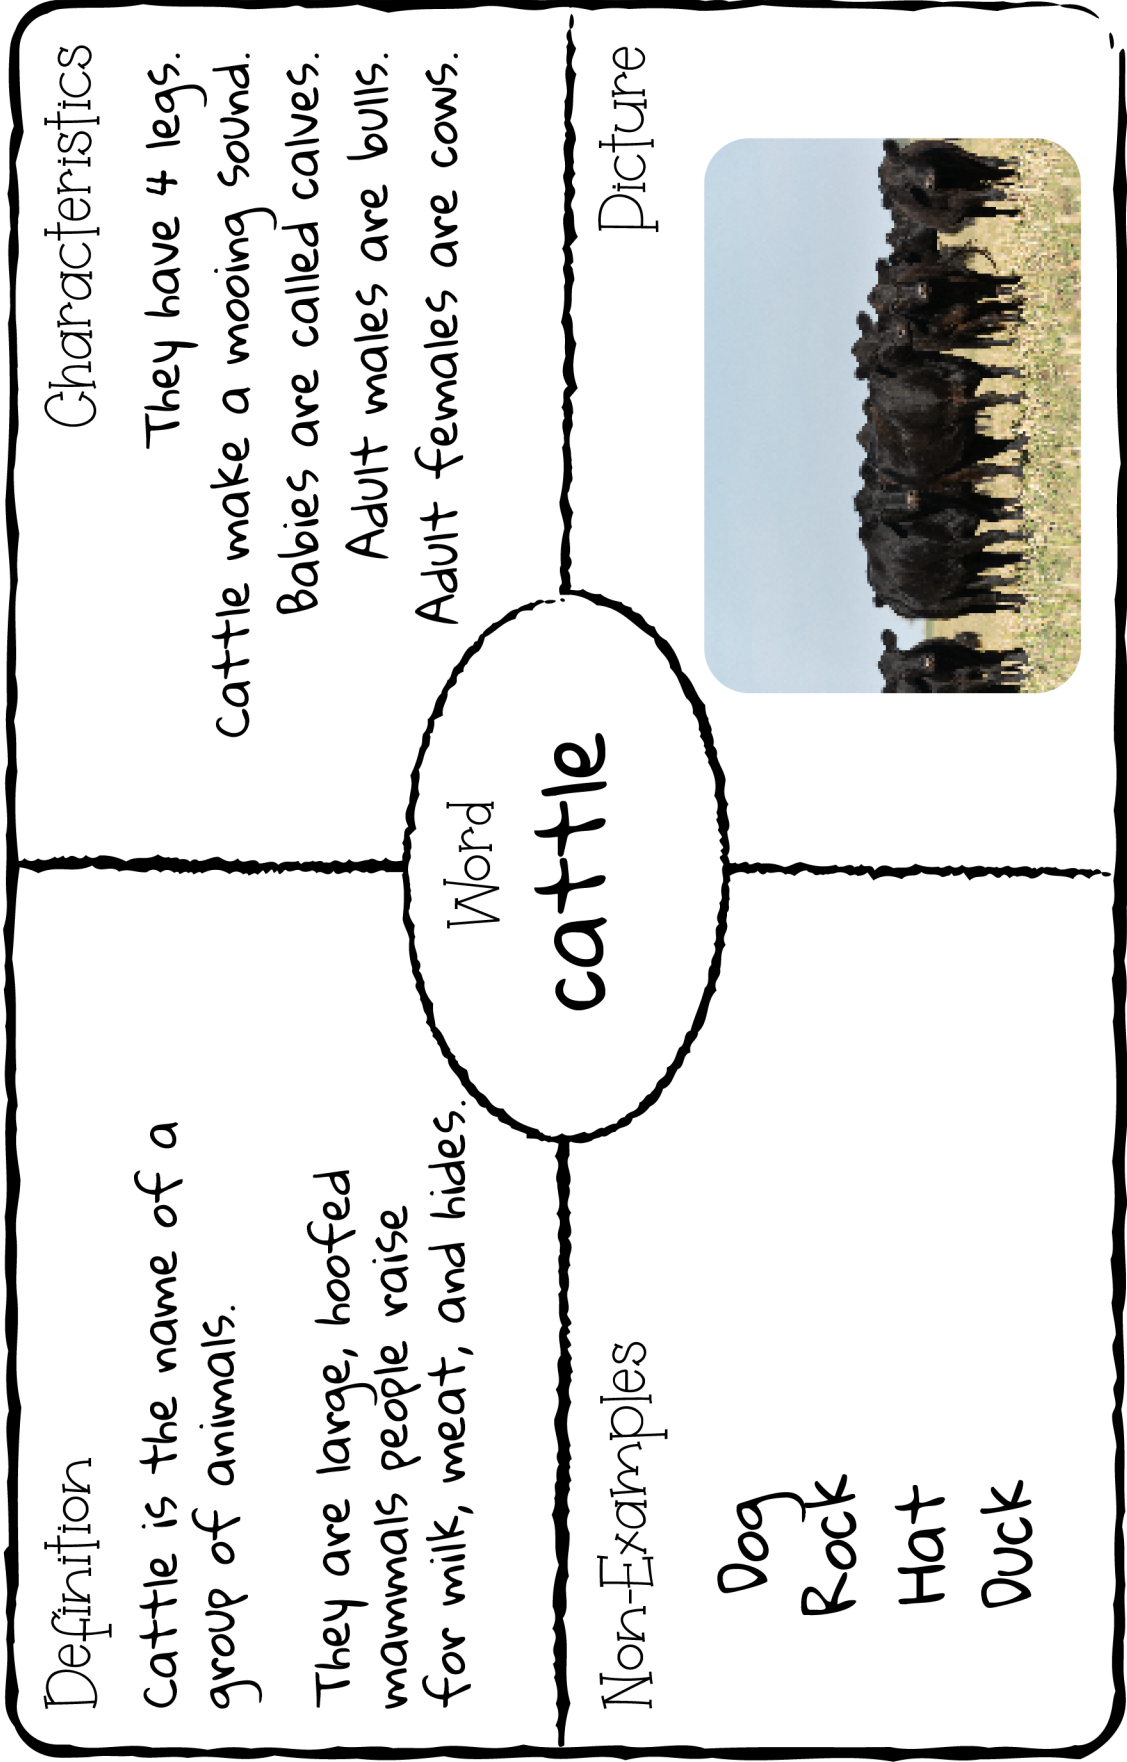 Definition
Cattle is the name of a
group of animals.
They are large, hoofed
mammals people raise
for milk, meat, and hides.
Characteristics
They have 4 legs.
Cattle make a mooing sound.
Babies are called calves.
Adult males are bulls.
Adult females are cows.
Word
cattle
Non-Examples
Dog
Rock
Hat
Duck
Picture